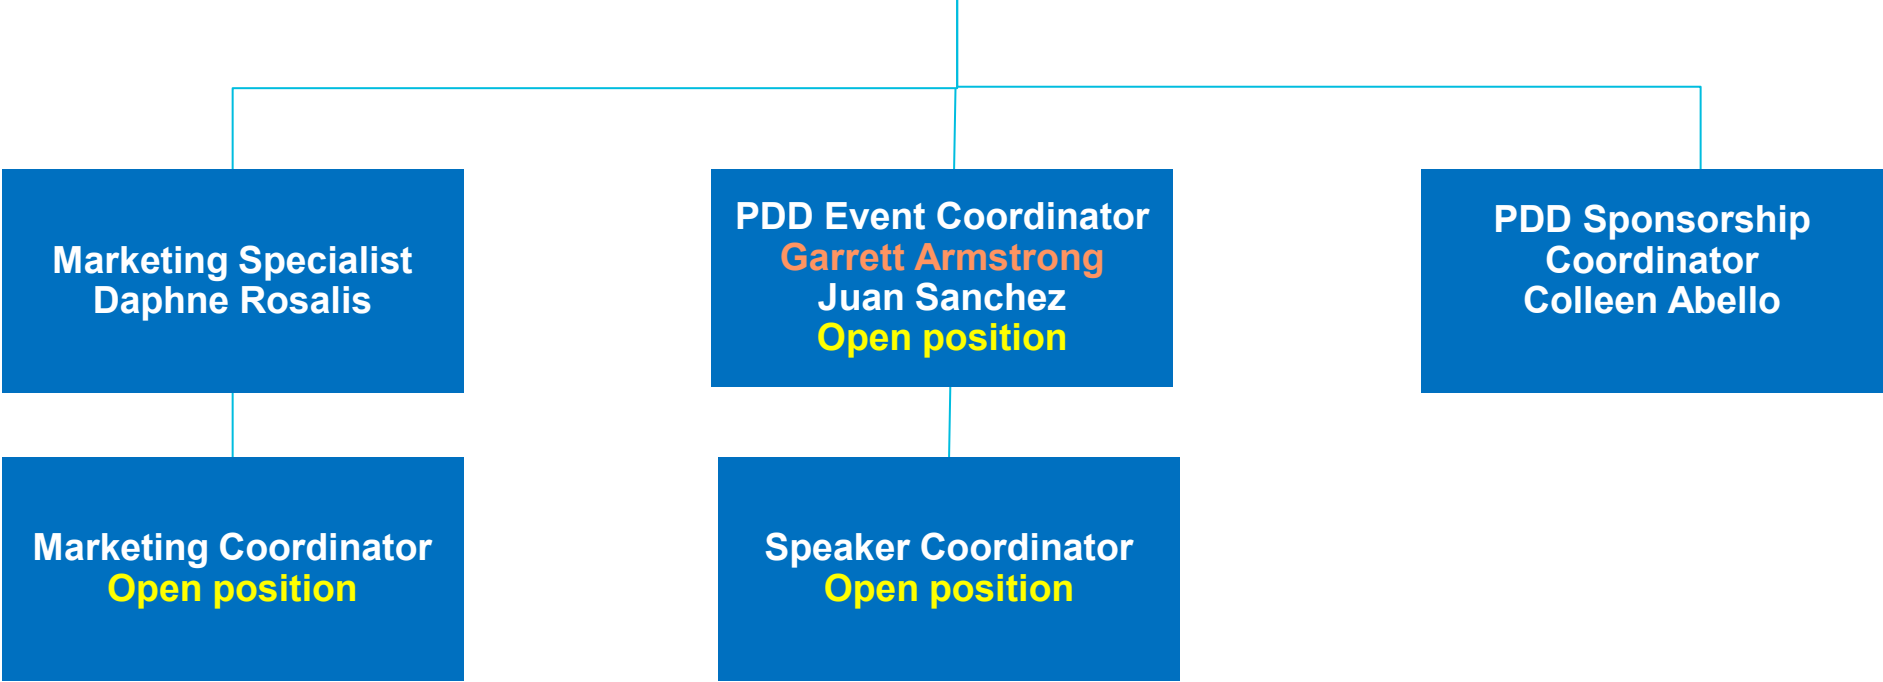 Marketing Specialist
Daphne Rosalis
PDD Event Coordinator
Garrett Armstrong
Juan Sanchez
Open position
PDD Sponsorship
Coordinator
Colleen Abello
Marketing Coordinator
Open position
Speaker Coordinator
Open position